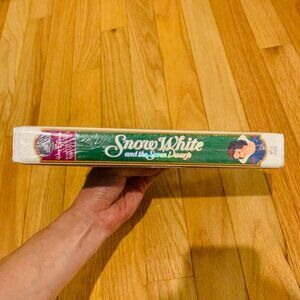 Snow White
and the Seven Dwarfs